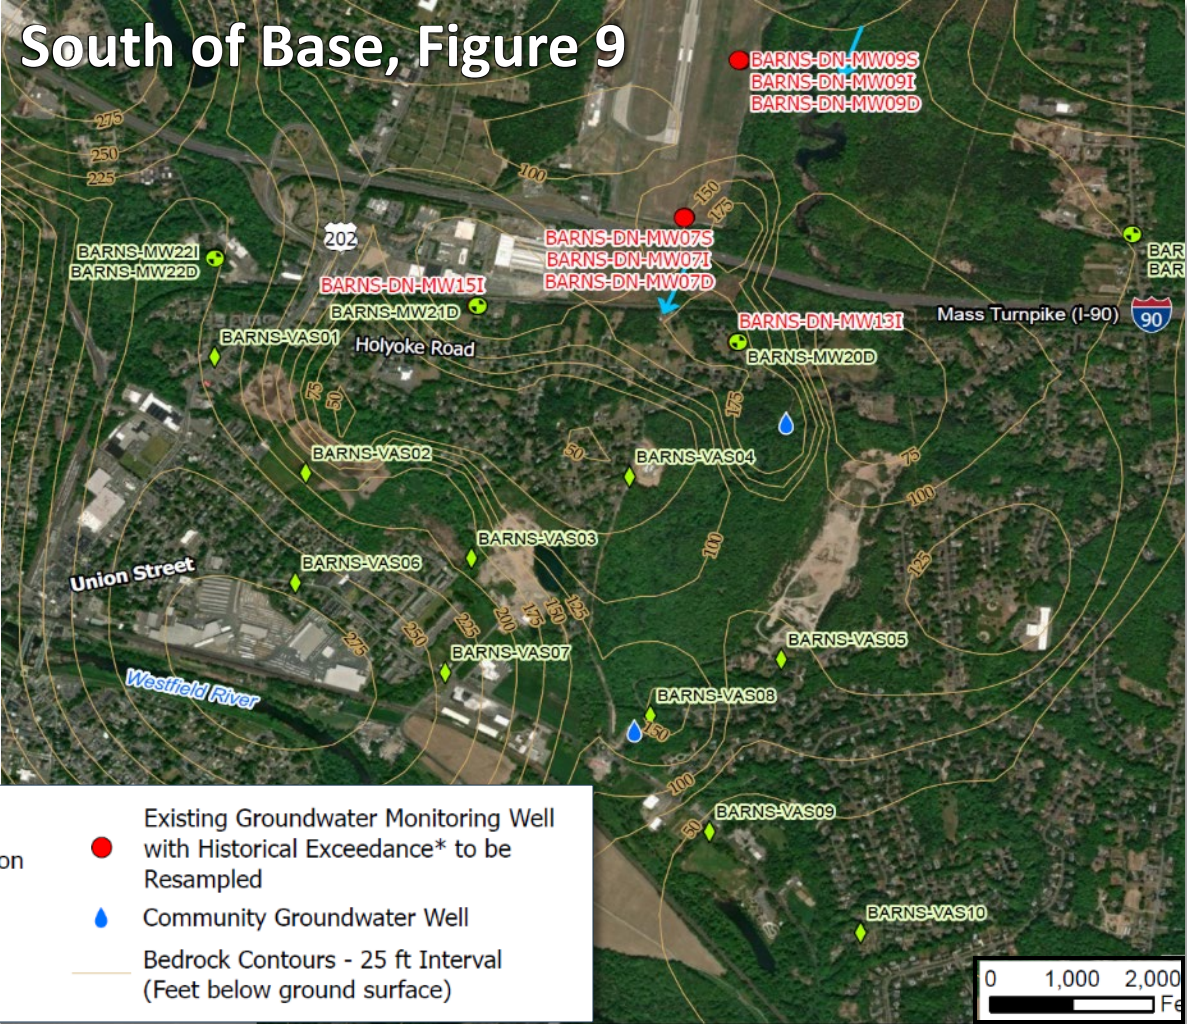 South of Base, Figure 9
BARNS-DN-MW09S
BARNS-DN-MW09I
BARNS-DN-MW09D
275
250
225
100
150
175
202
BARNS-MW22I
BARNS-MW22D
BARNS-DN-MW07S
BARNS-DN-MW07I
BARNS-DN-MW07D
BAR
BAR
BARNS-DN-MW15I
BARNS-MW21D
Mass Turnpike (I-90)
90
BARNS-DN-MW13I
BARNS-MW20D
BARNS-VAS01
Holyoke Road
75
50
175
BARNS-VAS02
50
BARNS-VAS04
75
100
BARNS-VAS03
100
125
Union Street
BARNS-VAS06
275
250
225
200
175
150
125
BARNS-VAS05
BARNS-VAS07
Westfield River
BARNS-VAS08
150
100
50
BARNS-VAS09
BARNS-VAS10
on
Existing Groundwater Monitoring Well
with Historical Exceedance* to be
Resampled
Community Groundwater Well
Bedrock Contours - 25 ft Interval
(Feet below ground surface)
0 1,000 2,000
Fe